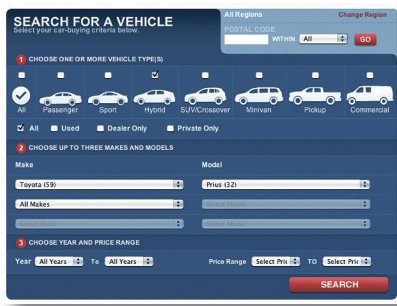 SEARCH FOR A VEHICLE
Select your car-buying criteria below.
All Regions
Change Region
POSTAL CODE
WITHIN All GO
1 CHOOSE ONE OR MORE VEHICLE TYPE(S)
All Passenger Sport Hybrid SUV/Crossover Minivan Pickup Commercial
All Used Dealer Only Private Only
2 CHOOSE UP TO THREE MAKES AND MODELS
Make Model
Toyota (59) Prius (32)
All Makes Select Model
Select Make Select Model
3 CHOOSE YEAR AND PRICE RANGE
Year All Years To All Years Price Range Select Pric TO Select Pric
SEARCH